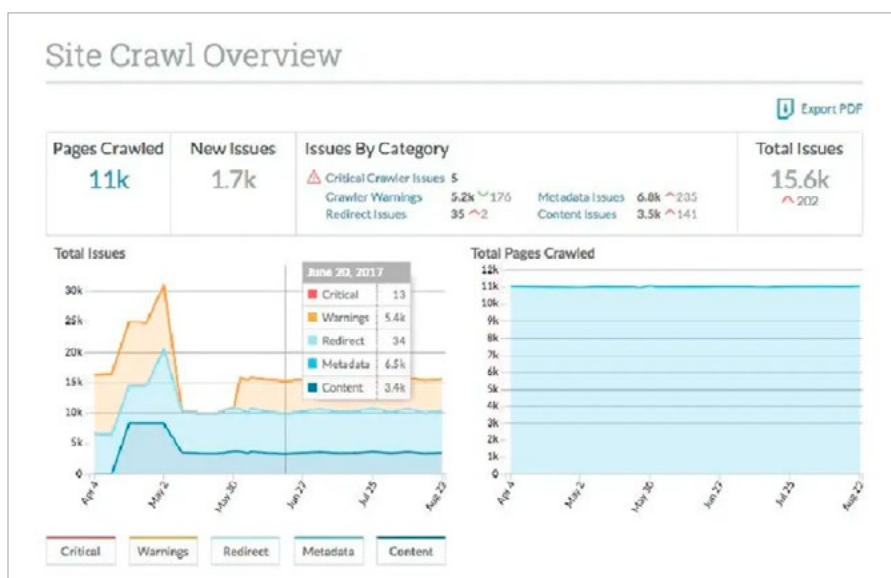 Site Crawl Overview
Export PDF
Pages Crawled
11k
New Issues
1.7k
Issues By Category
Critical Crawler Issues 5
Crawler Warnings 5.2k 176
Redirect Issues 35 2
Metadata Issues 6.8k 235
Content Issues 3.5k 141
Total Issues
15.6k
202
Total Issues
30k
25k
20k
15k
10k
5k
0
Apr 4
May 2
May 30
Jun 27
Jul 25
Aug 22
June 20, 2017
Critical 13
Warnings 5.4k
Redirect 34
Metadata 6.5k
Content 3.4k
Total Pages Crawled
12k
11k
10k
9k
8k
7k
6k
5k
4k
3k
2k
1k
0
Apr 4
May 2
May 30
Jun 27
Jul 25
Aug 22
Critical
Warnings
Redirect
Metadata
Content